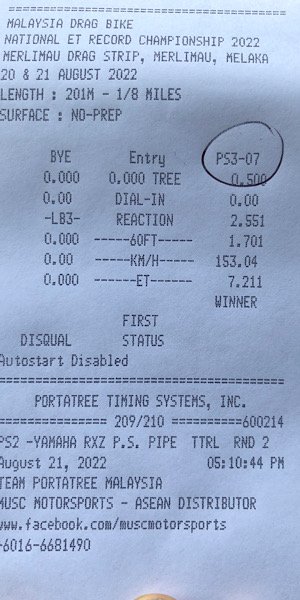 =====================================
MALAYSIA DRAG BIKE
NATIONAL ET RECORD CHAMPIONSHIP 2022
MERLIMAU DRAG STRIP, MERLIMAU, MELAKA
20 & 21 AUGUST 2022
LENGTH : 201M - 1/8 MILES
SURFACE : NO-PREP
BYE Entry PS3-07
0.000 0.000 TREE 0.500
0.00 DIAL-IN 0.00
-LB3- REACTION 2.551
0.000 -----60FT----- 1.701
0.00 -----KM/H----- 153.04
0.000 ------ET------ 7.211
WINNER
FIRST
DISQUAL STATUS
Autostart Disabled
=====================================
PORTATREE TIMING SYSTEMS, INC.
============== 209/210 ==========600214
PS2 -YAMAHA RXZ P.S. PIPE TTRL RND 2
August 21, 2022 05:10:44 PM
TEAM PORTATREE MALAYSIA
MUSC MOTORSPORTS - ASEAN DISTRIBUTOR
www.facebook.com/muscmotorsports
-6016-6681490